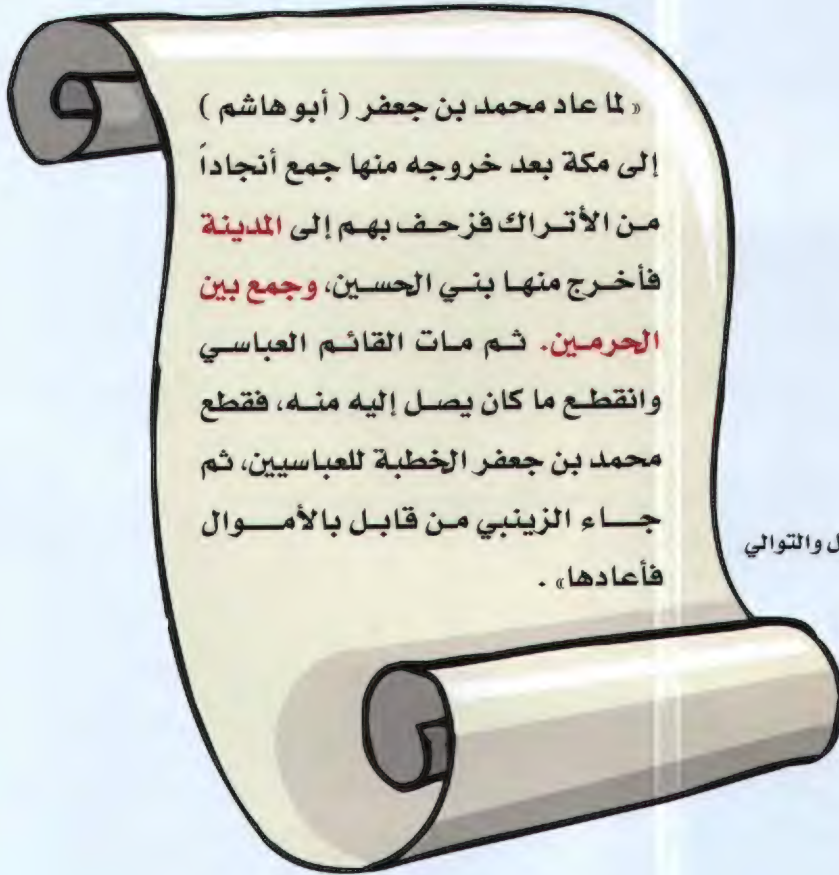 « لما عاد محمد بن جعفر ( أبو هاشم )
إلى مكة بعد خروجه منها جمع أنجاداً
من الأتراك فزحف بهم إلى المدينة
فأخرج منها بني الحسين، وجمع بين
الحرمين. ثم مات القائم العباسي
وانقطع ما كان يصل إليه منه، فقطع
محمد بن جعفر الخطبة للعباسيين، ثم
جاء الزينبي من قابل بالأموال
فأعادها» .
والتوالي